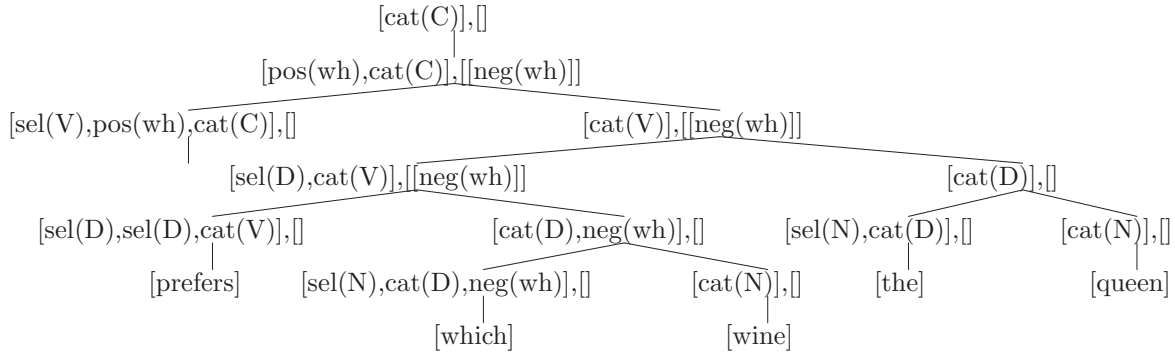 [cat(C)],[]
[pos(wh),cat(C)],[[neg(wh)]]
[sel(V),pos(wh),cat(C)],[] [cat(V)],[[neg(wh)]]
[sel(D),cat(V)],[[neg(wh)]] [cat(D)],[]
[sel(D),sel(D),cat(V)],[] [cat(D),neg(wh)],[] [sel(N),cat(D)],[] [cat(N)],[]
[prefers] [sel(N),cat(D),neg(wh)],[] [cat(N)],[] [the] [queen]
[which] [wine]